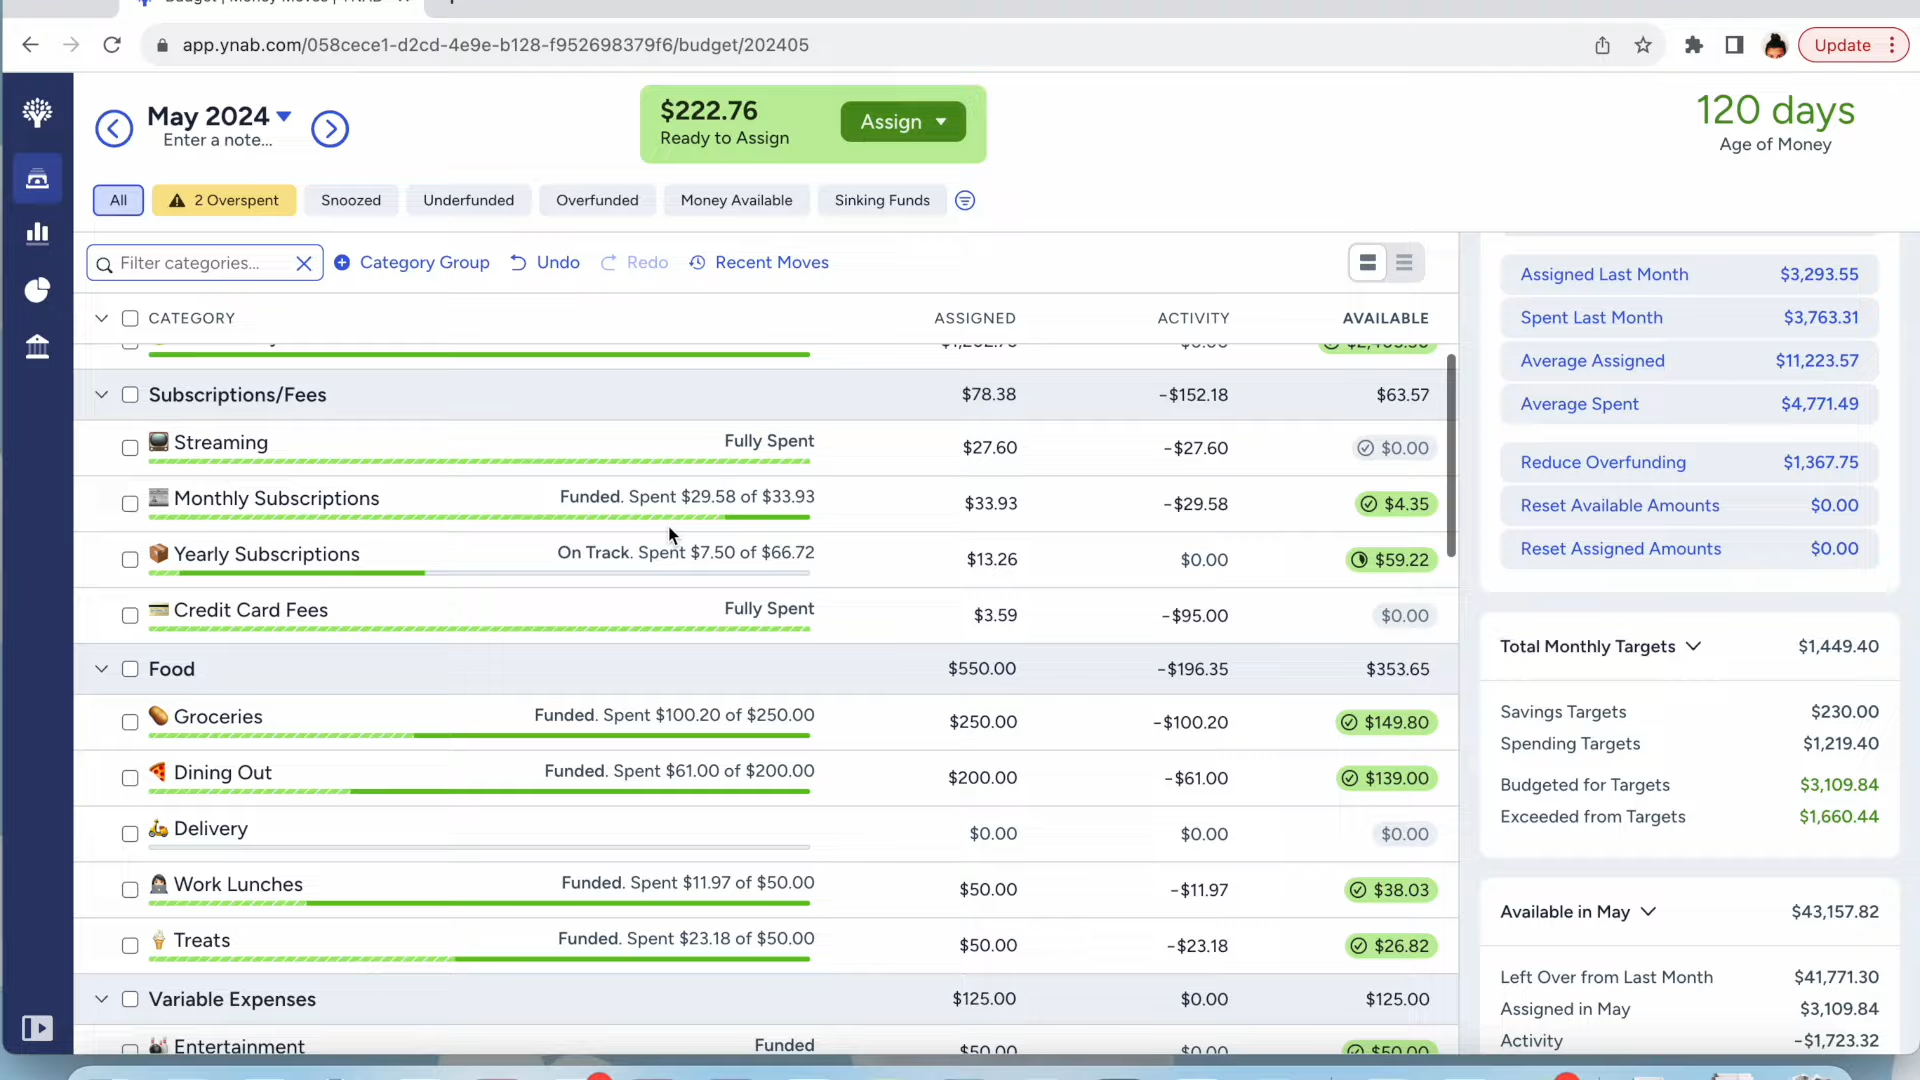 app.ynab.com/058cece1-d2cd-4e9e-b128-f952698379f6/budget/202405
Update
May 2024
Enter a note...
$222.76
Ready to Assign
Assign
120 days
Age of Money
All
2 Overspent
Snoozed
Underfunded
Overfunded
Money Available
Sinking Funds
Filter categories...
Category Group
Undo
Redo
Recent Moves
CATEGORY ASSIGNED ACTIVITY AVAILABLE
Subscriptions/Fees $78.38 -$152.18 $63.57
Streaming Fully Spent $27.60 -$27.60 $0.00
Monthly Subscriptions Funded. Spent $29.58 of $33.93 $33.93 -$29.58 $4.35
Yearly Subscriptions On Track. Spent $7.50 of $66.72 $13.26 $0.00 $59.22
Credit Card Fees Fully Spent $3.59 -$95.00 $0.00
Food $550.00 -$196.35 $353.65
Groceries Funded. Spent $100.20 of $250.00 $250.00 -$100.20 $149.80
Dining Out Funded. Spent $61.00 of $200.00 $200.00 -$61.00 $139.00
Delivery $0.00 $0.00 $0.00
Work Lunches Funded. Spent $11.97 of $50.00 $50.00 -$11.97 $38.03
Treats Funded. Spent $23.18 of $50.00 $50.00 -$23.18 $26.82
Variable Expenses $125.00 $0.00 $125.00
Entertainment Funded $50.00 $0.00 $50.00
Assigned Last Month $3,293.55
Spent Last Month $3,763.31
Average Assigned $11,223.57
Average Spent $4,771.49
Reduce Overfunding $1,367.75
Reset Available Amounts $0.00
Reset Assigned Amounts $0.00
Total Monthly Targets $1,449.40
Savings Targets $230.00
Spending Targets $1,219.40
Budgeted for Targets $3,109.84
Exceeded from Targets $1,660.44
Available in May $43,157.82
Left Over from Last Month $41,771.30
Assigned in May $3,109.84
Activity -$1,723.32